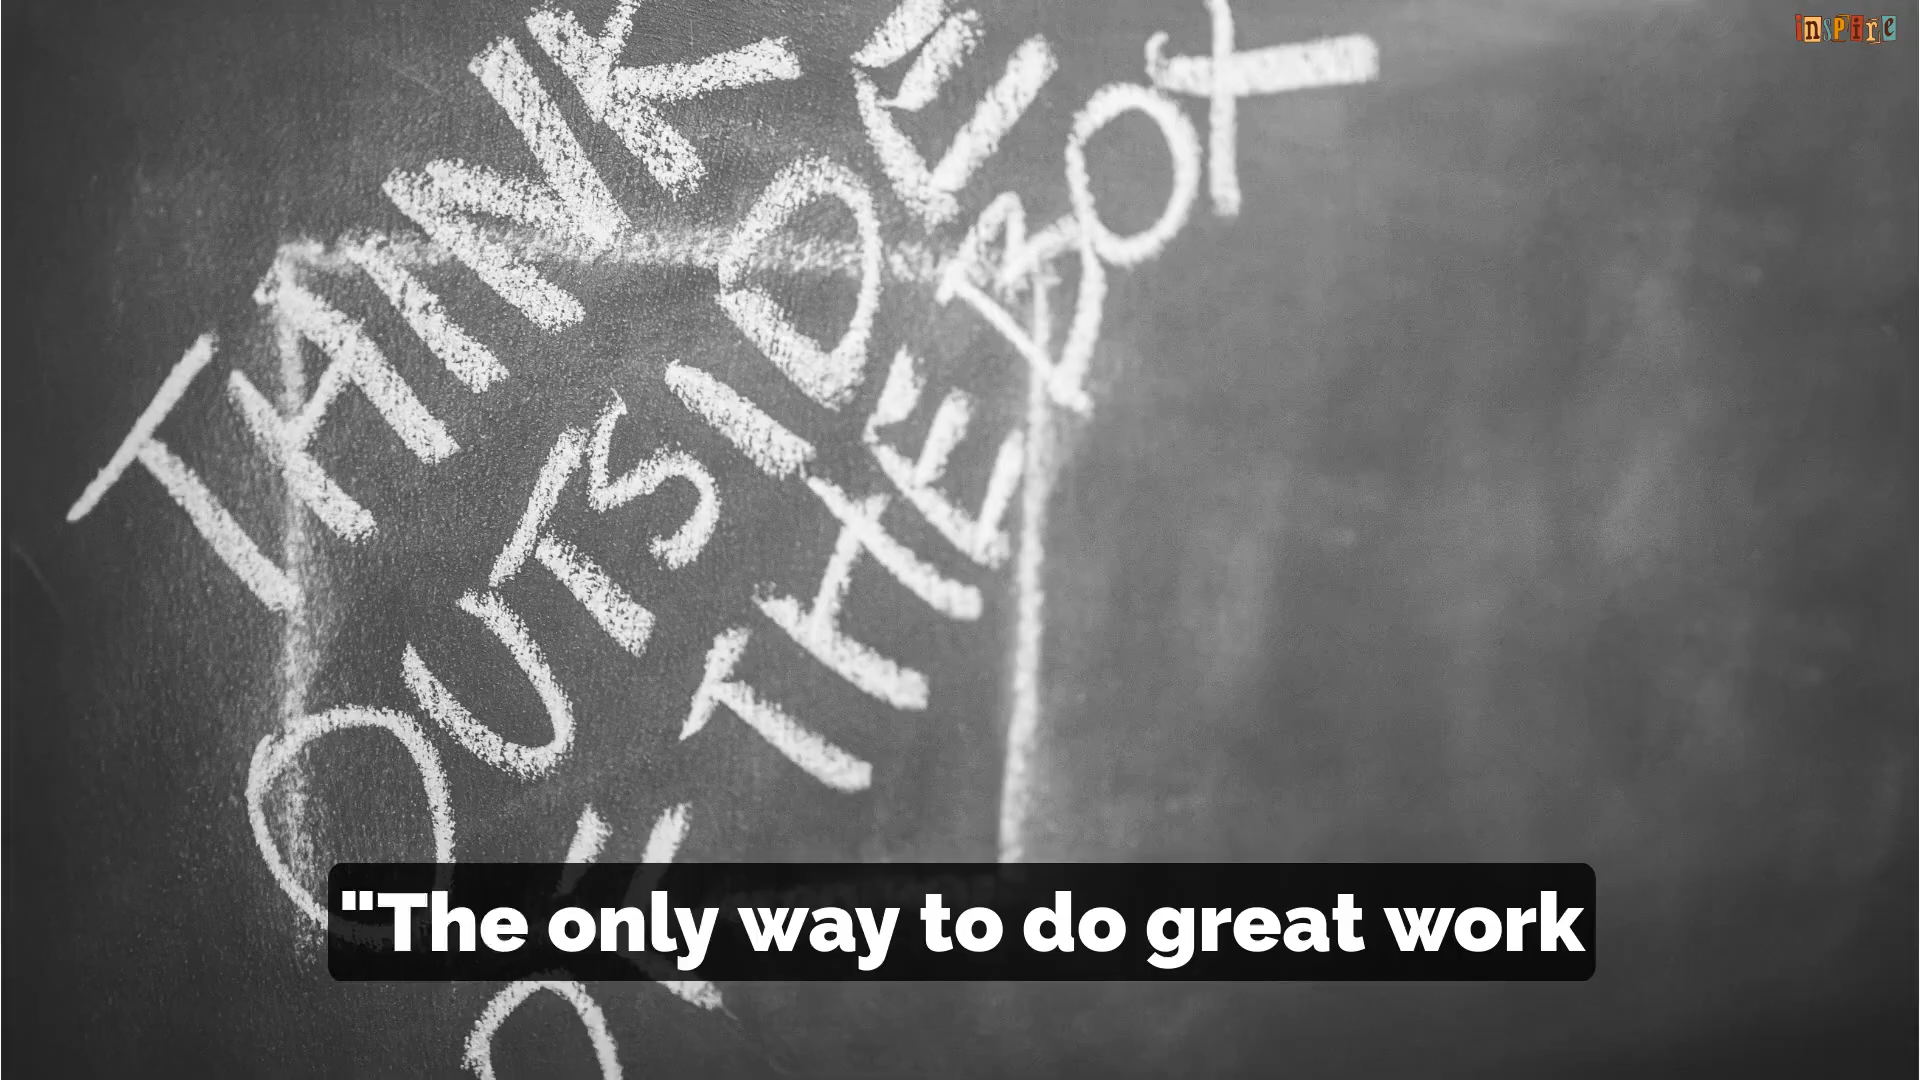 inspire
THINK
OUTSIDE
THE BOX
"The only way to do great work